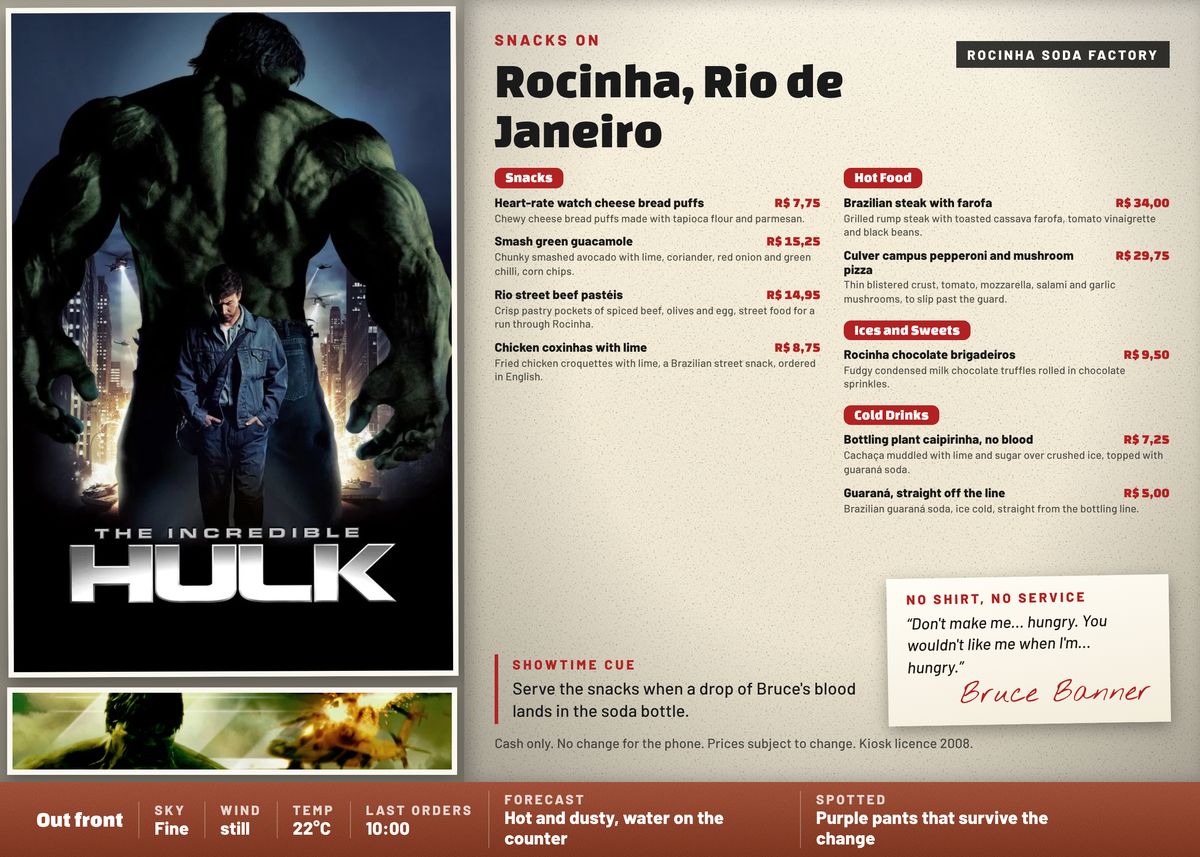 THE INCREDIBLE
HULK
SNACKS ON
Rocinha, Rio de
Janeiro
ROCINHA SODA FACTORY
Snacks
Heart-rate watch cheese bread puffs R$ 7,75
Chewy cheese bread puffs made with tapioca flour and parmesan.
Smash green guacamole R$ 15,25
Chunky smashed avocado with lime, coriander, red onion and green
chilli, corn chips.
Rio street beef pastéis R$ 14,95
Crisp pastry pockets of spiced beef, olives and egg, street food for a
run through Rocinha.
Chicken coxinhas with lime R$ 8,75
Fried chicken croquettes with lime, a Brazilian street snack, ordered
in English.
Hot Food
Brazilian steak with farofa R$ 34,00
Grilled rump steak with toasted cassava farofa, tomato vinaigrette
and black beans.
Culver campus pepperoni and mushroom R$ 29,75
pizza
Thin blistered crust, tomato, mozzarella, salami and garlic
mushrooms, to slip past the guard.
Ices and Sweets
Rocinha chocolate brigadeiros R$ 9,50
Fudgy condensed milk chocolate truffles rolled in chocolate
sprinkles.
Cold Drinks
Bottling plant caipirinha, no blood R$ 7,25
Cachaça muddled with lime and sugar over crushed ice, topped with
guaraná soda.
Guaraná, straight off the line R$ 5,00
Brazilian guaraná soda, ice cold, straight from the bottling line.
NO SHIRT, NO SERVICE
“Don't make me... hungry. You
wouldn't like me when I'm...
hungry.”
Bruce Banner
SHOWTIME CUE
Serve the snacks when a drop of Bruce's blood
lands in the soda bottle.
Cash only. No change for the phone. Prices subject to change. Kiosk licence 2008.
Out front
SKY
Fine
WIND
still
TEMP
22°C
LAST ORDERS
10:00
FORECAST
Hot and dusty, water on the
counter
SPOTTED
Purple pants that survive the
change